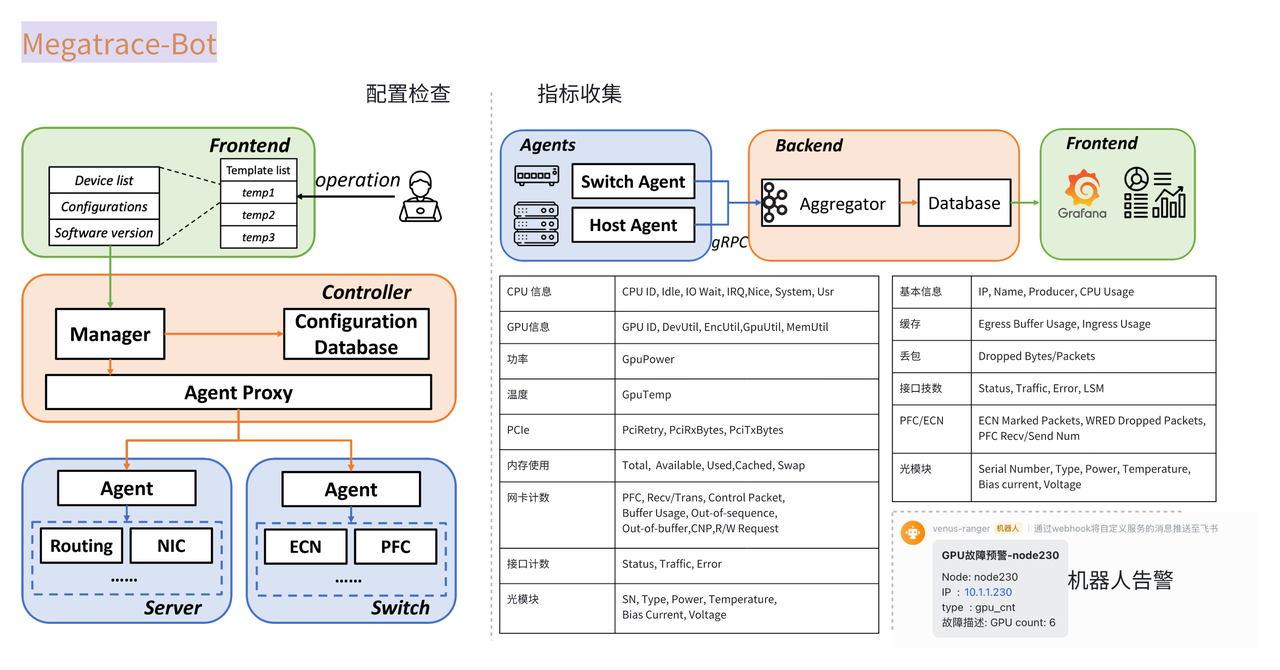 Megatrace-Bot
配置检查
Frontend
Device list
Configurations
Software version
Template list
temp1
temp2
temp3
operation
Controller
Manager
Configuration
Database
Agent Proxy
Agent
Routing
NIC
......
Server
Agent
ECN
PFC
......
Switch
指标收集
Agents
Switch Agent
Host Agent
gRPC
Backend
Aggregator
Database
Frontend
Grafana
CPU 信息
CPU ID, Idle, IO Wait, IRQ,Nice, System, Usr
GPU信息
GPU ID, DevUtil, EncUtil,GpuUtil, MemUtil
功率
GpuPower
温度
GpuTemp
PCIe
PciRetry, PciRxBytes, PciTxBytes
内存使用
Total, Available, Used,Cached, Swap
网卡计数
PFC, Recv/Trans, Control Packet,
Buffer Usage, Out-of-sequence,
Out-of-buffer,CNP,R/W Request
接口计数
Status, Traffic, Error
光模块
SN, Type, Power, Temperature,
Bias Current, Voltage
基本信息
IP, Name, Producer, CPU Usage
缓存
Egress Buffer Usage, Ingress Usage
丢包
Dropped Bytes/Packets
接口技数
Status, Traffic, Error, LSM
PFC/ECN
ECN Marked Packets, WRED Dropped Packets,
PFC Recv/Send Num
光模块
Serial Number, Type, Power, Temperature,
Bias current, Voltage
venus-ranger 机器人 通过webhook将自定义服务的消息推送至飞书
GPU故障预警-node230
Node: node230
IP : 10.1.1.230
type : gpu_cnt
故障描述: GPU count: 6
机器人告警